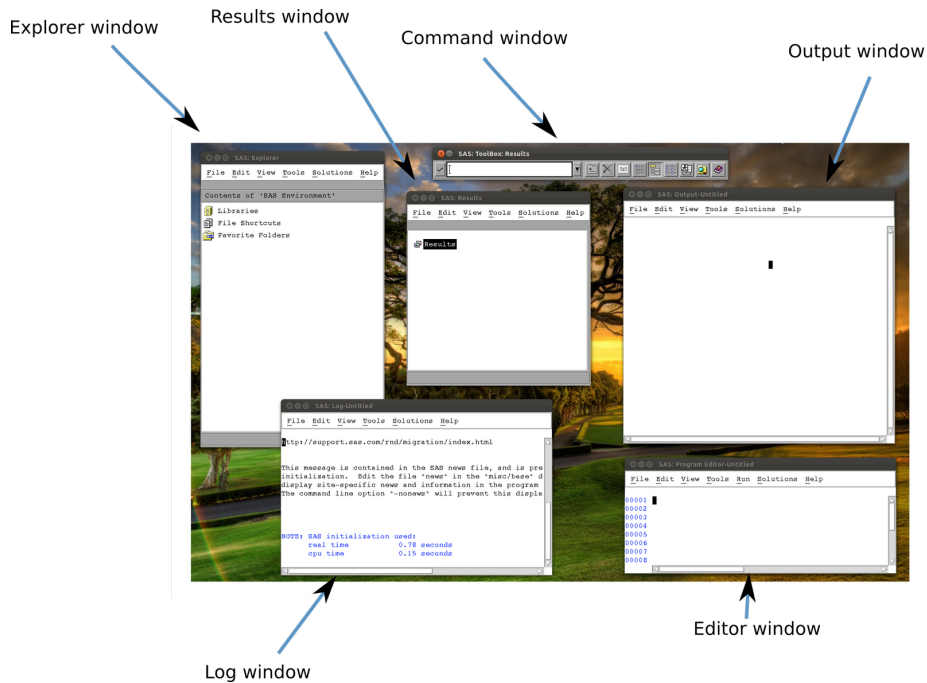 Explorer window
Results window
Command window
Output window
SAS: Explorer
File Edit View Tools Solutions Help
Contents of 'SAS Environment'
Libraries
File Shortcuts
Favorite Folders
SAS: ToolBox: Results
SAS: Results
File Edit View Tools Solutions Help
Results
SAS: Output-Untitled
File Edit View Tools Solutions Help
SAS: Log-Untitled
File Edit View Tools Solutions Help
http://support.sas.com/rnd/migration/index.html
This message is contained in the SAS news file, and is pre
initialization. Edit the file "news" in the "misc/base" d
display site-specific news and information in the program
The command line option "-nonews" will prevent this displa
NOTE: SAS initialization used:
real time 0.78 seconds
cpu time 0.15 seconds
SAS: Program Editor-Untitled
File Edit View Tools Run Solutions Help
00001
00002
00003
00004
00005
00006
00007
00008
Editor window
Log window